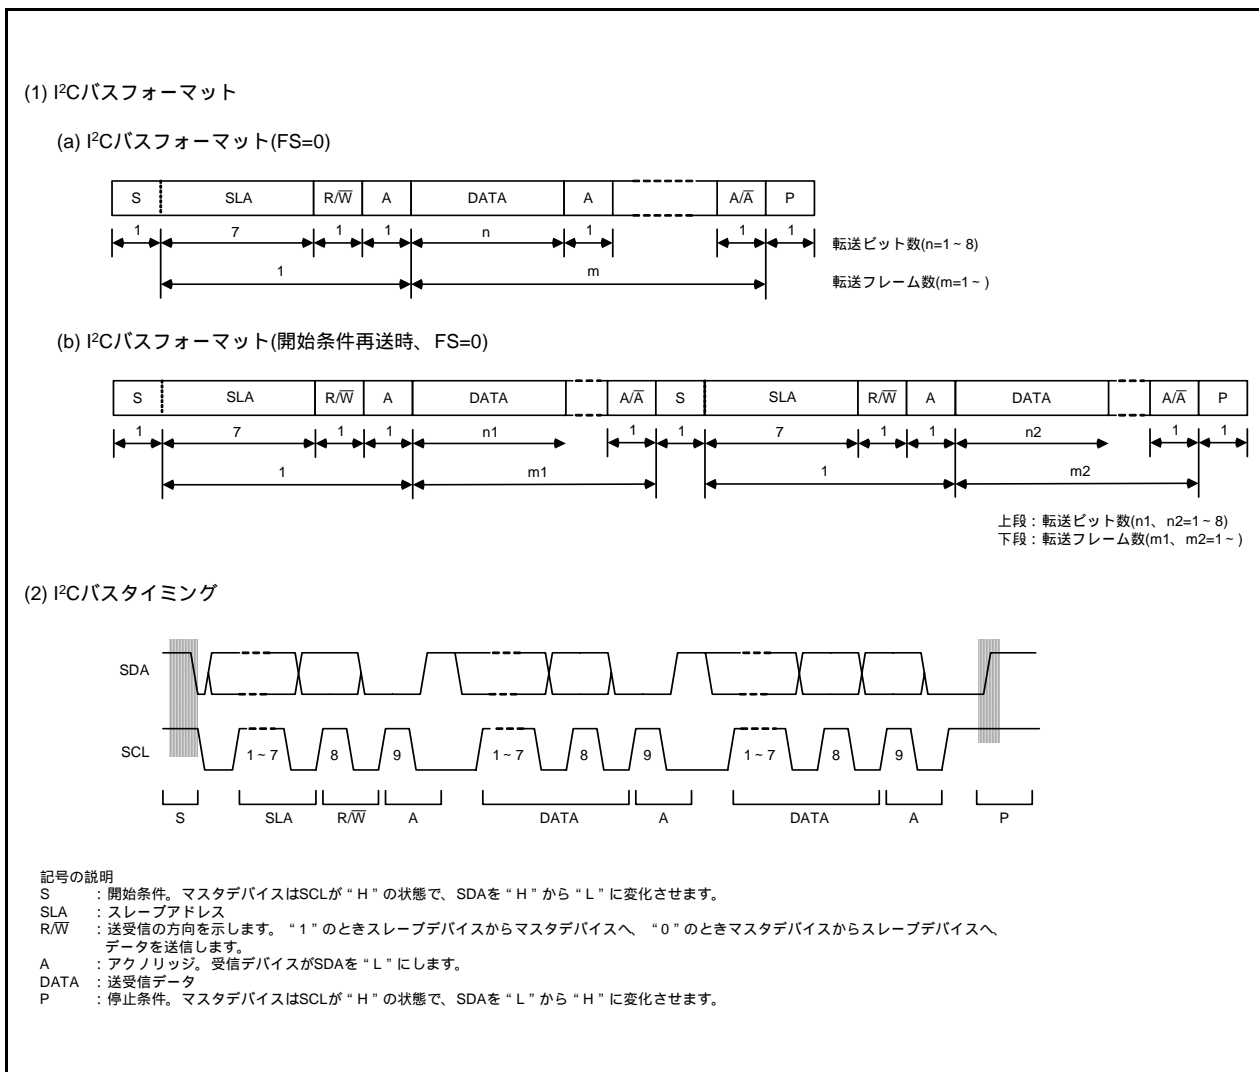 (1) I²Cバスフォーマット
(a) I²Cバスフォーマット(FS=0)
S SLA R/W̅ A DATA A A/A̅ P
1 7 1 1 n 1 1 1
転送ビット数(n=1~8)
1 m
転送フレーム数(m=1~ )
(b) I²Cバスフォーマット(開始条件再送時、FS=0)
S SLA R/W̅ A DATA A/A̅ S SLA R/W̅ A DATA A/A̅ P
1 7 1 1 n1 1 1 7 1 1 n2 1 1
1 m1 1 m2
上段:転送ビット数(n1、n2=1~8)
下段:転送フレーム数(m1、m2=1~ )
(2) I²Cバスタイミング
SDA
SCL 1~7 8 9 1~7 8 9 1~7 8 9
S SLA R/W̅ A DATA A DATA A P
記号の説明
S :開始条件。マスタデバイスはSCLが“H”の状態で、SDAを“H”から“L”に変化させます。
SLA :スレーブアドレス
R/W̅ :送受信の方向を示します。“1”のときスレーブデバイスからマスタデバイスへ、“0”のときマスタデバイスからスレーブデバイスへ、
データを送信します。
A :アクノリッジ。受信デバイスがSDAを“L”にします。
DATA :送受信データ
P :停止条件。マスタデバイスはSCLが“H”の状態で、SDAを“L”から“H”に変化させます。